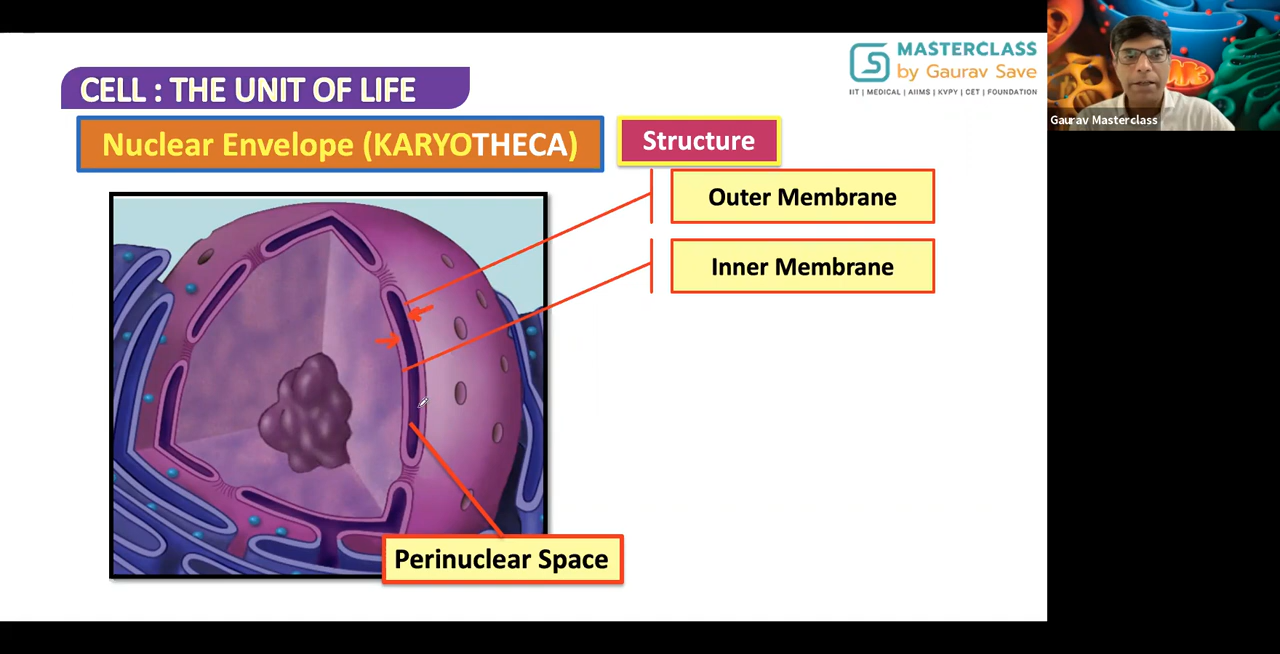 MASTERCLASS
by Gaurav Save
IIT | MEDICAL | AIIMS | KVPY | CET | FOUNDATION
Gaurav Masterclass
CELL : THE UNIT OF LIFE
Nuclear Envelope (KARYOTHECA)
Structure
Outer Membrane
Inner Membrane
Perinuclear Space